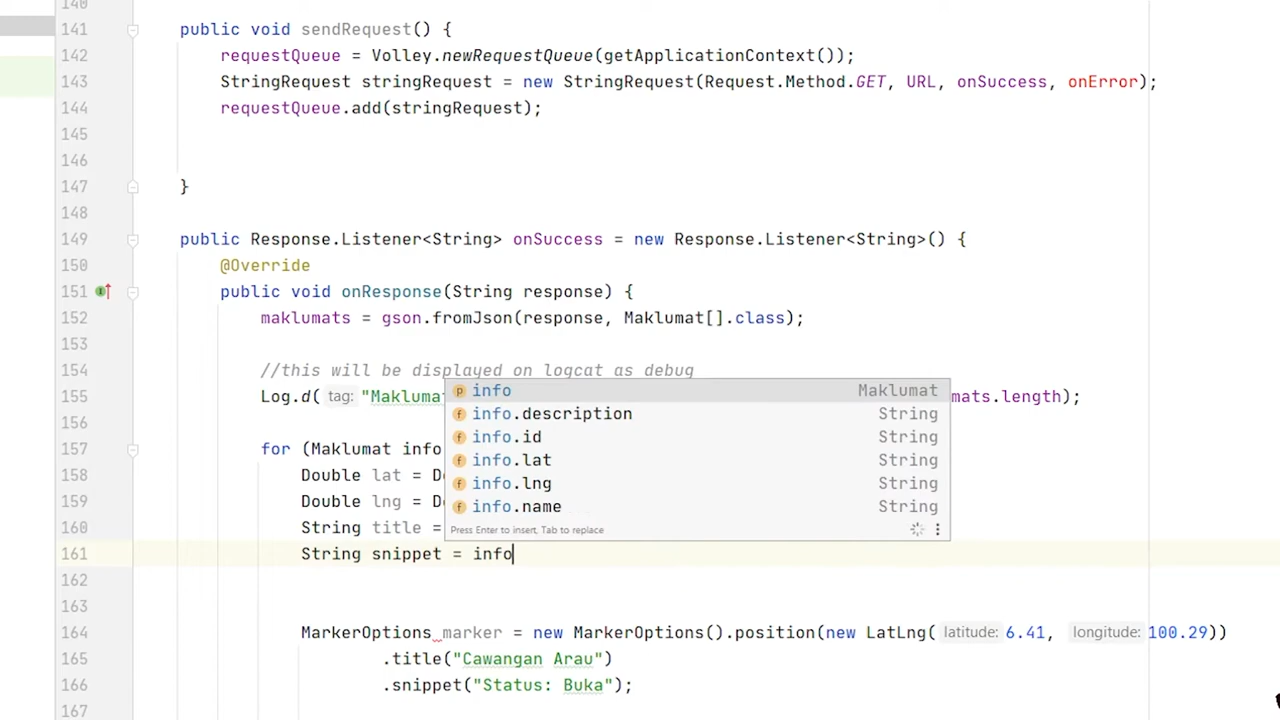 140
141 public void sendRequest() {
142 requestQueue = Volley.newRequestQueue(getApplicationContext());
143 StringRequest stringRequest = new StringRequest(Request.Method.GET, URL, onSuccess, onError);
144 requestQueue.add(stringRequest);
145
146
147 }
148
149 public Response.Listener<String> onSuccess = new Response.Listener<String>() {
150 @Override
151 public void onResponse(String response) {
152 maklumats = gson.fromJson(response, Maklumat[].class);
153
154 //this will be displayed on logcat as debug
155 Log.d( tag: "Maklumat mats.length);
156
157 for (Maklumat info
158 Double lat =
159 Double lng =
160 String title =
161 String snippet = info
info Maklumat
info.description String
info.id String
info.lat String
info.lng String
info.name String
Press Enter to insert, Tab to replace
162
163
164 MarkerOptions marker = new MarkerOptions().position(new LatLng( latitude: 6.41, longitude: 100.29))
165 .title("Cawangan Arau")
166 .snippet("Status: Buka");
167